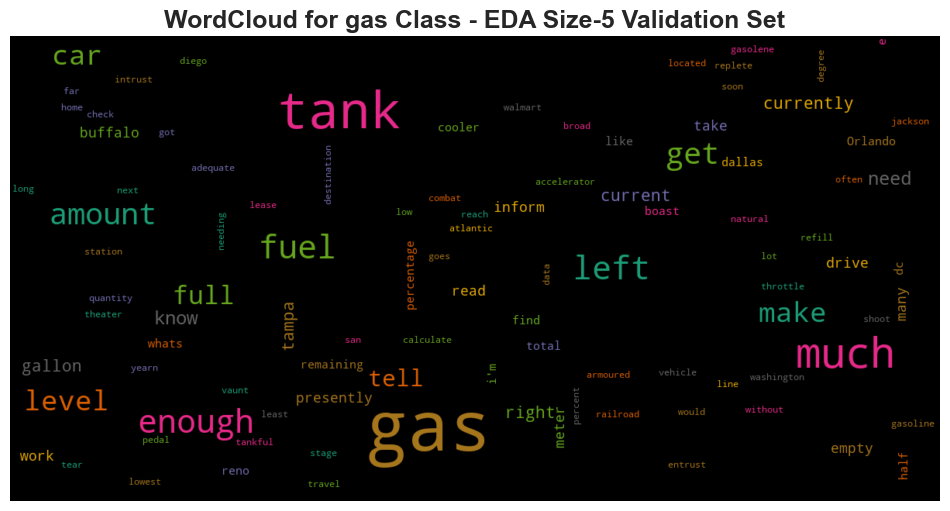 WordCloud for gas Class - EDA Size-5 Validation Set
car
diego
intrust
far
home
check
buffalo
got
adequate
destination
tank
cooler
walmart
broad
like
located
gasolene
replete
degree
e
soon
currently
take
get
dallas
jackson
Orlando
often
need
long
next
amount
needing
lease
low
combat
reach
atlantic
inform
accelerator
current
boast
natural
station
fuel
percentage
goes
read
data
left
refill
lot
drive
dc
many
quantity
theater
full
know
tampa
san
calculate
find
total
throttle
make
shoot
much
whats
gallon
yearn
level
vaunt
remaining
presently
tell
i'm
armoured
vehicle
line
washington
percent
enough
least
pedal
tankful
gas
right
meter
railroad
would
without
gasoline
work
tear
lowest
reno
stage
travel
entrust
empty
half